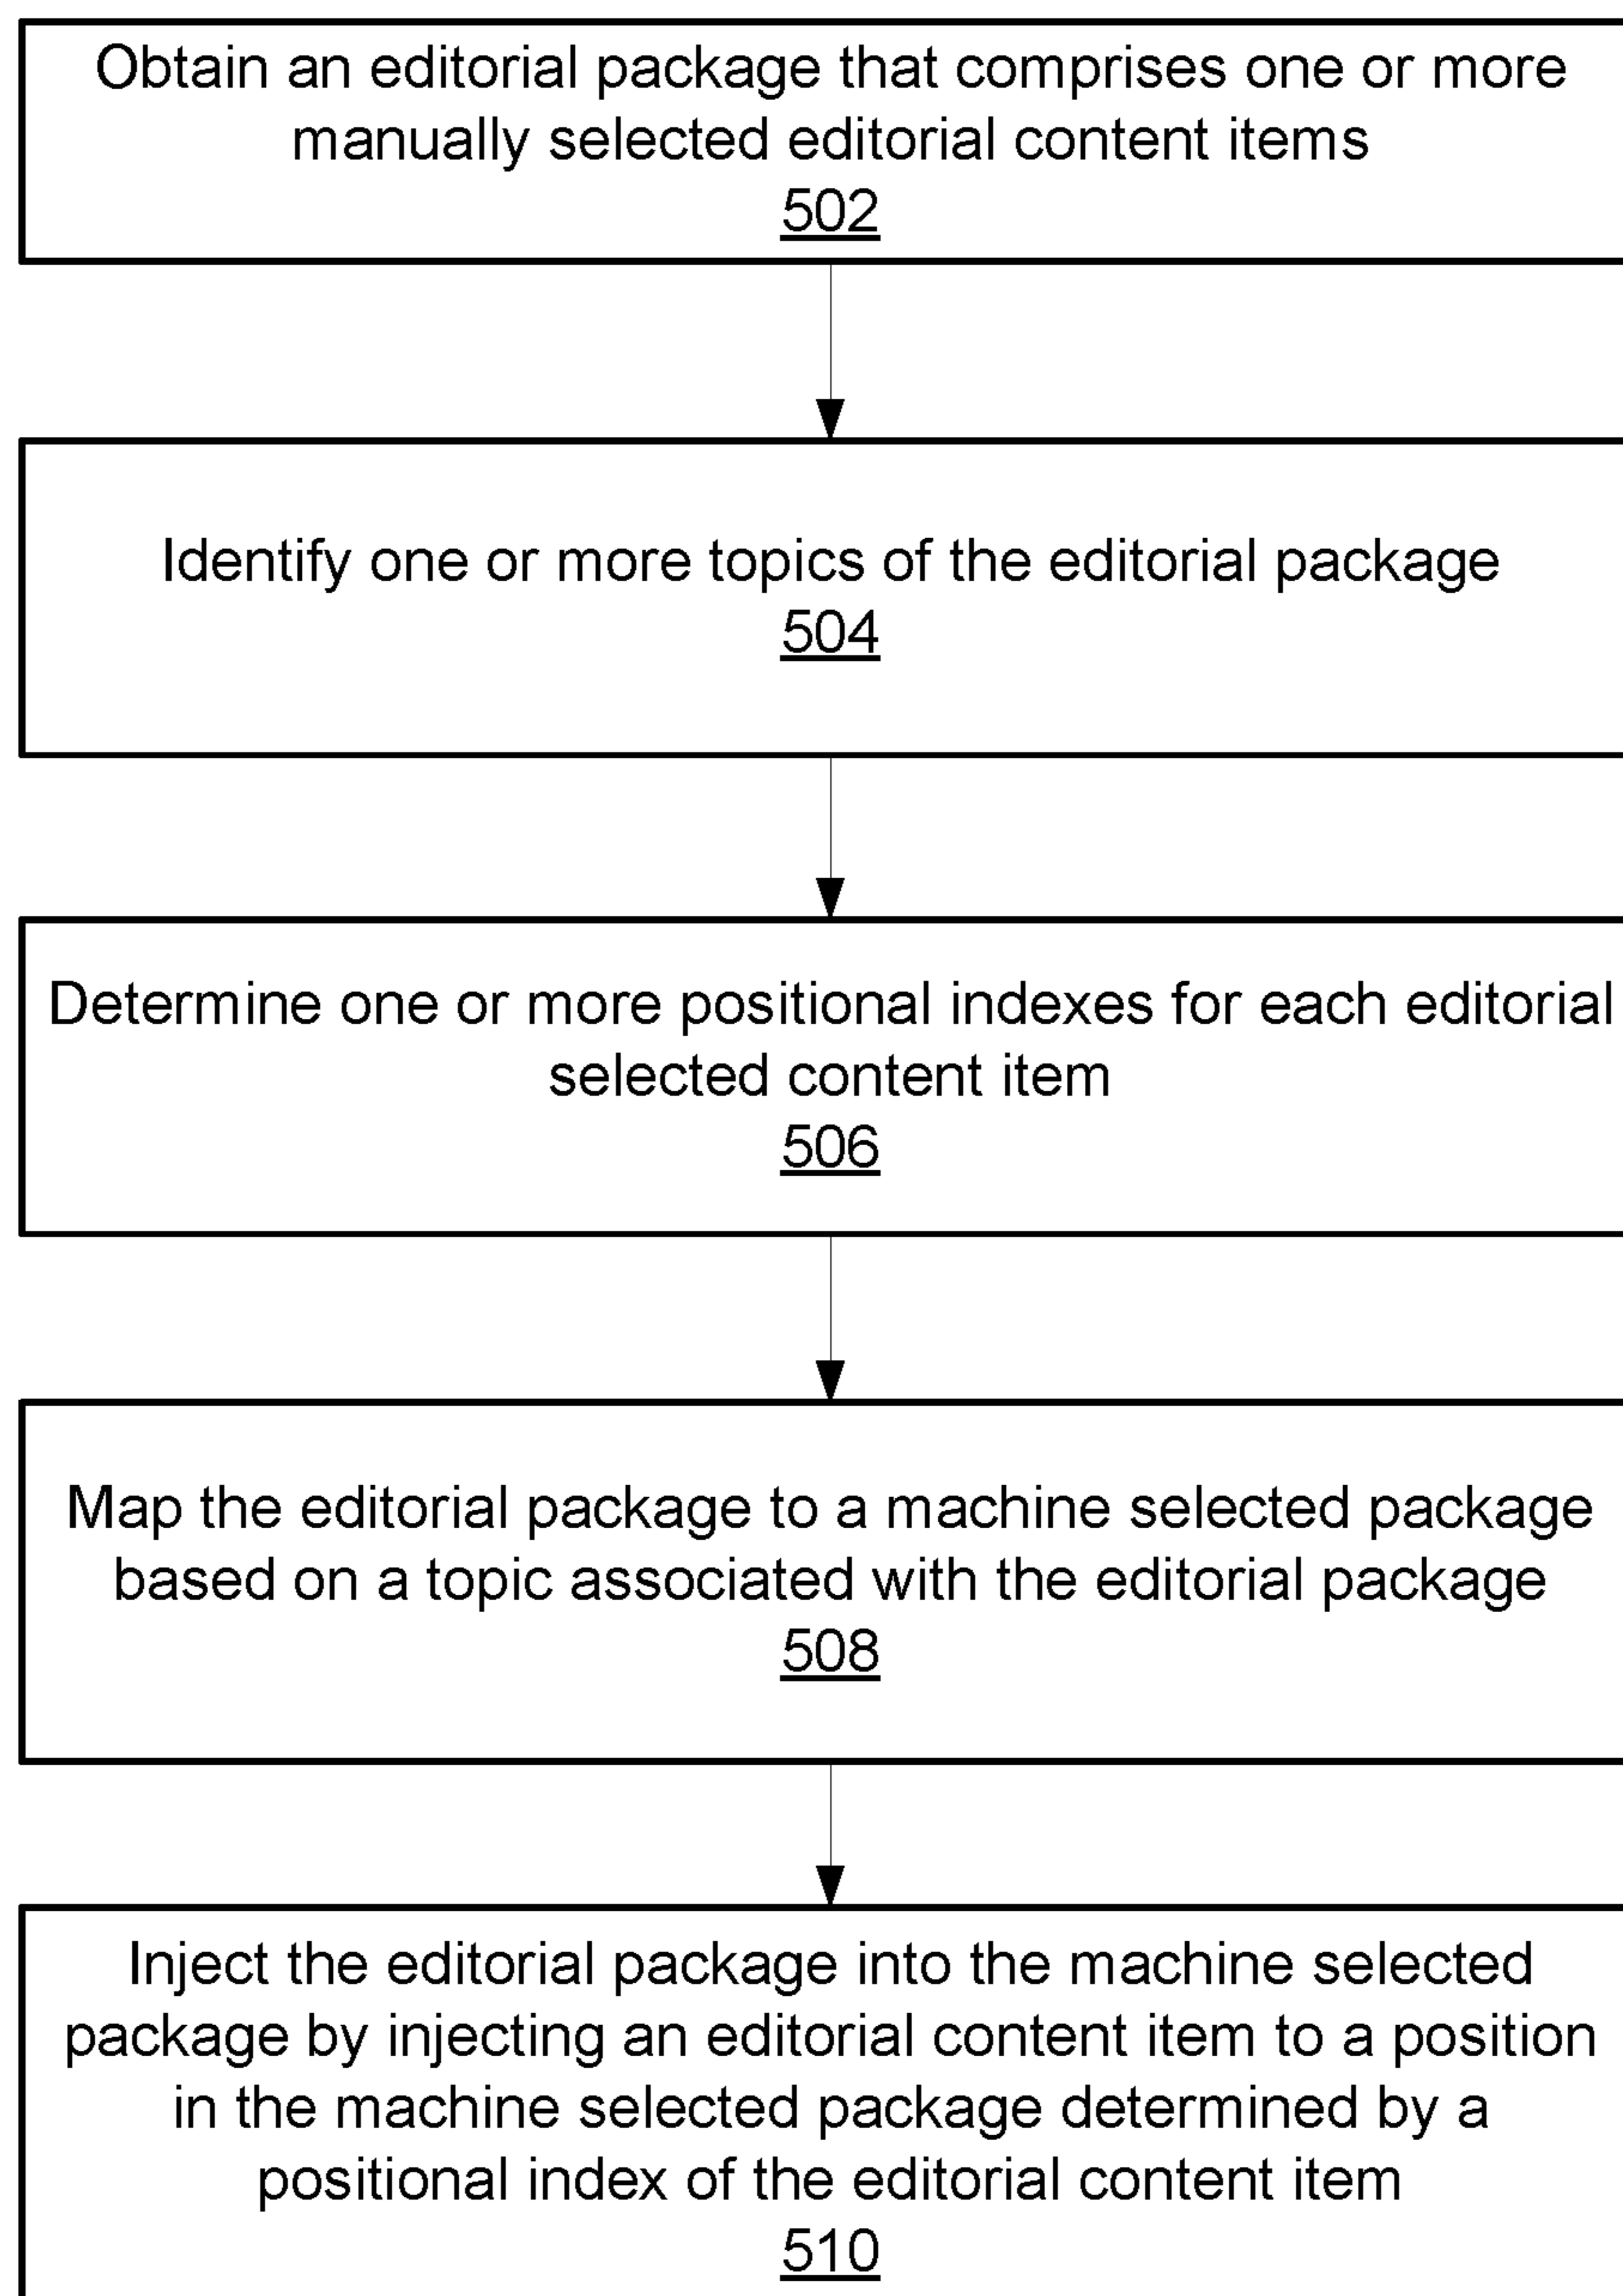 Obtain an editorial package that comprises one or more
manually selected editorial content items
502
Identify one or more topics of the editorial package
504
Determine one or more positional indexes for each editorial
selected content item
506
Map the editorial package to a machine selected package
based on a topic associated with the editorial package
508
Inject the editorial package into the machine selected
package by injecting an editorial content item to a position
in the machine selected package determined by a
positional index of the editorial content item
510